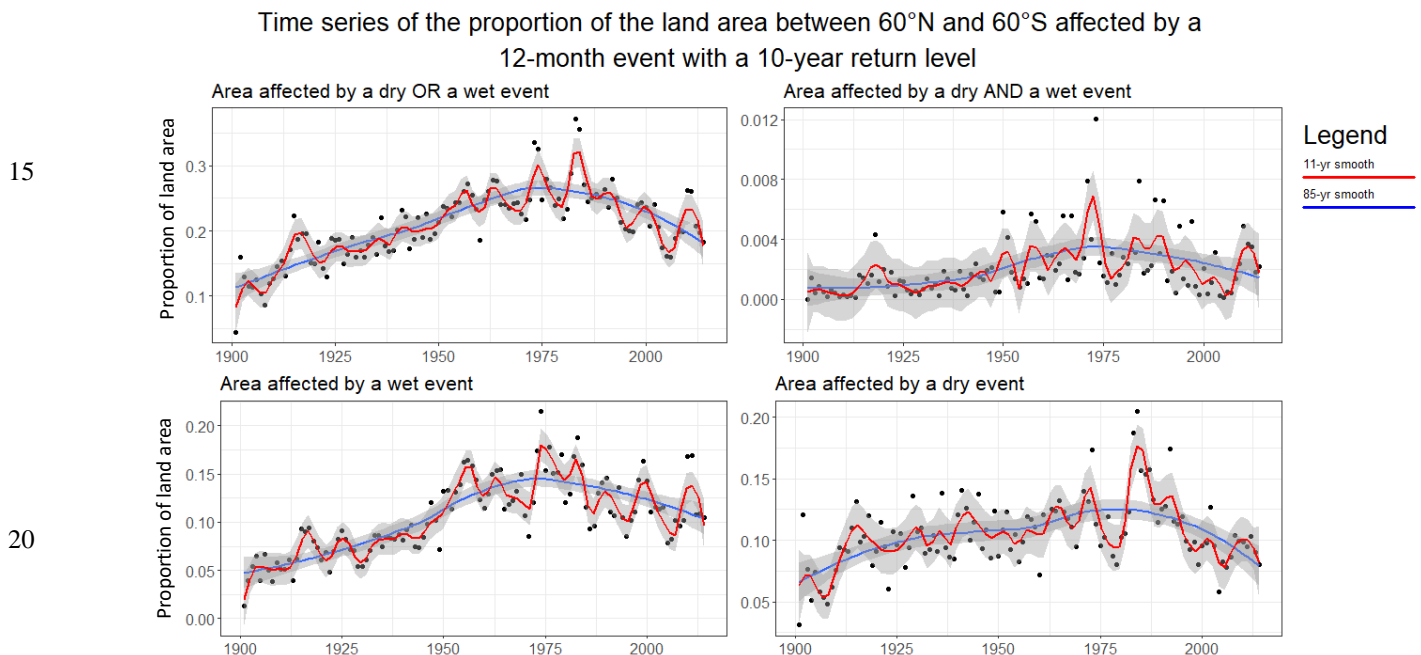 Time series of the proportion of the land area between 60°N and 60°S affected by a
12-month event with a 10-year return level
Area affected by a dry OR a wet event
Proportion of land area
0.3
0.2
0.1
1900 1925 1950 1975 2000
Area affected by a dry AND a wet event
0.012
0.008
0.004
0.000
1900 1925 1950 1975 2000
Legend
11-yr smooth
85-yr smooth
15
Area affected by a wet event
Proportion of land area
0.20
0.15
0.10
0.05
0.00
1900 1925 1950 1975 2000
Area affected by a dry event
0.20
0.15
0.10
0.05
1900 1925 1950 1975 2000
20